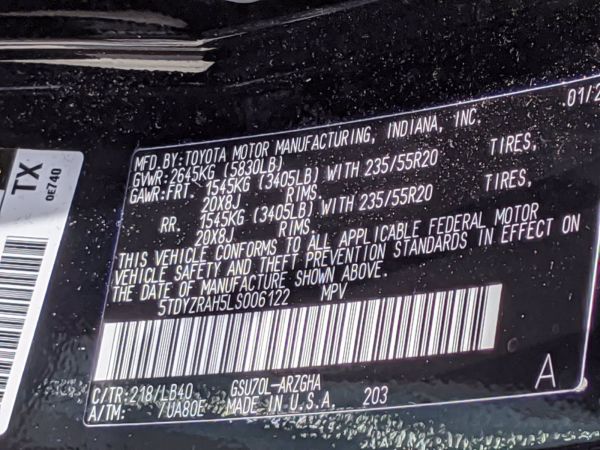 TX
0E740
01/2
MFD.BY:TOYOTA MOTOR MANUFACTURING, INDIANA, INC.
GVWR:2645KG (5830LB)
GAWR:FRT 1545KG (3405LB) WITH 235/55R20 TIRES,
20X8J RIMS.
RR. 1545KG (3405LB) WITH 235/55R20 TIRES,
20X8J RIMS.
THIS VEHICLE CONFORMS TO ALL APPLICABLE FEDERAL MOTOR
VEHICLE SAFETY AND THEFT PREVENTION STANDARDS IN EFFECT ON
THE DATE OF MANUFACTURE SHOWN ABOVE.
5TDYZRAH5LS006122 MPV
C/TR:218/LB40 GSU70L-ARZGHA
A/TM: /UA80E MADE IN U.S.A. 203
A